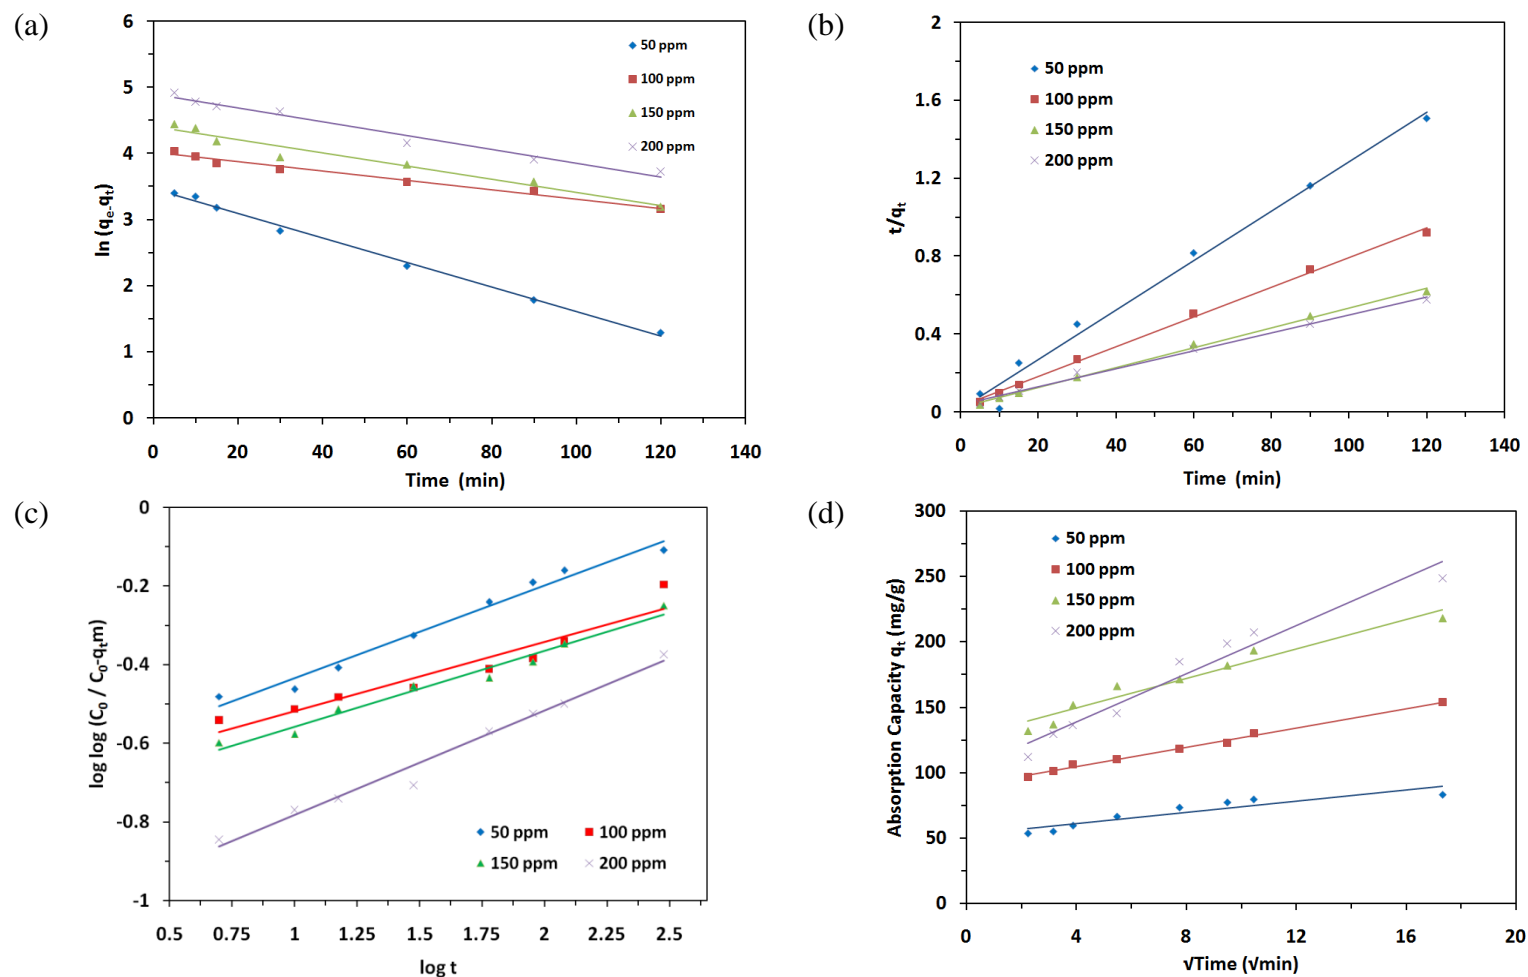 (a)
ln (qe-qt)
6
5
4
3
2
1
0
0 20 40 60 80 100 120 140
Time (min)
50 ppm
100 ppm
150 ppm
200 ppm
(b)
t/qt
2
1.6
1.2
0.8
0.4
0
0 20 40 60 80 100 120 140
Time (min)
50 ppm
100 ppm
150 ppm
200 ppm
(c)
log log (C0 / C0-qtm)
0
-0.2
-0.4
-0.6
-0.8
-1
0.5 0.75 1 1.25 1.5 1.75 2 2.25 2.5
log t
50 ppm 100 ppm
150 ppm 200 ppm
(d)
Absorption Capacity qt (mg/g)
300
250
200
150
100
50
0
0 4 8 12 16 20
√Time (√min)
50 ppm
100 ppm
150 ppm
200 ppm